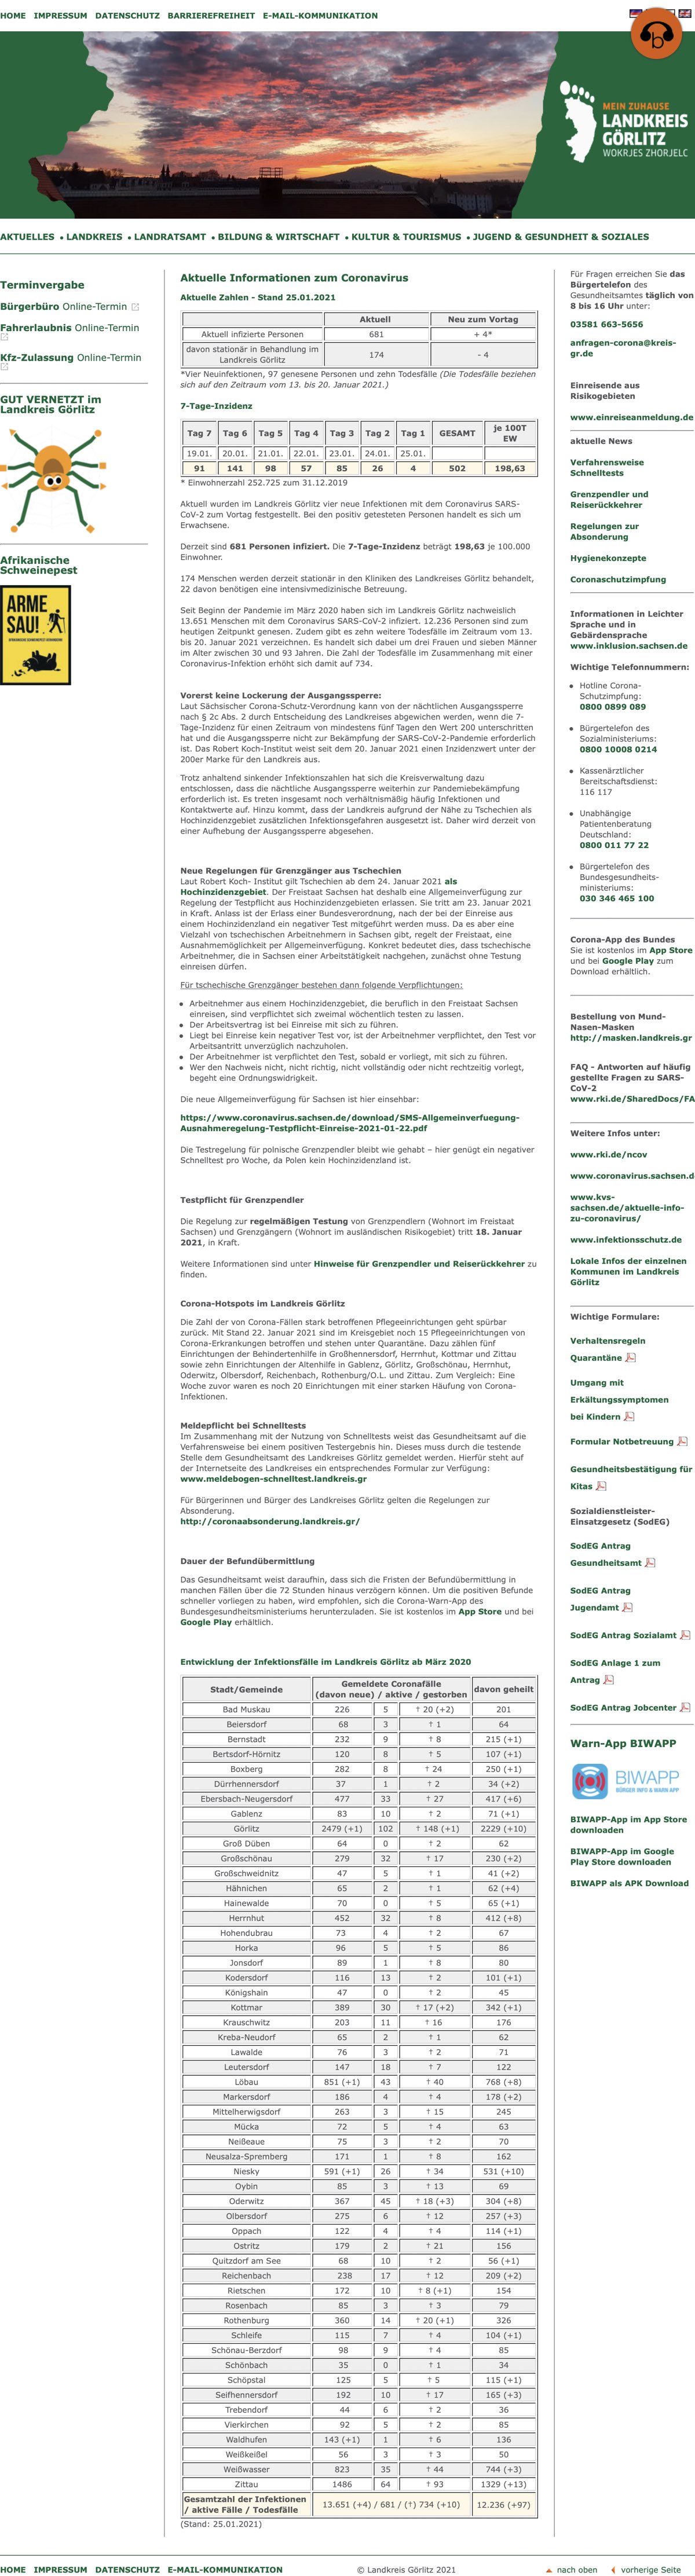 HOME IMPRESSUM DATENSCHUTZ BARRIEREFREIHEIT E-MAIL-KOMMUNIKATION
MEIN ZUHAUSE
LANDKREIS
GÖRLITZ
WOKRJES ZHORJELC
AKTUELLES • LANDKREIS • LANDRATSAMT • BILDUNG & WIRTSCHAFT • KULTUR & TOURISMUS • JUGEND & GESUNDHEIT & SOZIALES
Terminvergabe
Bürgerbüro Online-Termin
Fahrerlaubnis Online-Termin
Kfz-Zulassung Online-Termin
GUT VERNETZT im
Landkreis Görlitz
Afrikanische
Schweinepest
ARME
SAU!
Aktuelle Informationen zum Coronavirus
Aktuelle Zahlen - Stand 25.01.2021
Aktuell Neu zum Vortag
Aktuell infizierte Personen 681 + 4*
davon stationär in Behandlung im
Landkreis Görlitz 174 - 4
*Vier Neuinfektionen, 97 genesene Personen und zehn Todesfälle (Die Todesfälle beziehen
sich auf den Zeitraum vom 13. bis 20. Januar 2021.)
7-Tage-Inzidenz
Tag 7 Tag 6 Tag 5 Tag 4 Tag 3 Tag 2 Tag 1 GESAMT je 100T
EW
19.01. 20.01. 21.01. 22.01. 23.01. 24.01. 25.01.
91 141 98 57 85 26 4 502 198,63
* Einwohnerzahl 252.725 zum 31.12.2019
Aktuell wurden im Landkreis Görlitz vier neue Infektionen mit dem Coronavirus SARS-
CoV-2 zum Vortag festgestellt. Bei den positiv getesteten Personen handelt es sich um
Erwachsene.
Derzeit sind 681 Personen infiziert. Die 7-Tage-Inzidenz beträgt 198,63 je 100.000
Einwohner.
174 Menschen werden derzeit stationär in den Kliniken des Landkreises Görlitz behandelt,
22 davon benötigen eine intensivmedizinische Betreuung.
Seit Beginn der Pandemie im März 2020 haben sich im Landkreis Görlitz nachweislich
13.651 Menschen mit dem Coronavirus SARS-CoV-2 infiziert. 12.236 Personen sind zum
heutigen Zeitpunkt genesen. Zudem gibt es zehn weitere Todesfälle im Zeitraum vom 13.
bis 20. Januar 2021 verzeichnen. Es handelt sich dabei um drei Frauen und sieben Männer
im Alter zwischen 30 und 93 Jahren. Die Zahl der Todesfälle im Zusammenhang mit einer
Coronavirus-Infektion erhöht sich damit auf 734.
Vorerst keine Lockerung der Ausgangssperre:
Laut Sächsischer Corona-Schutz-Verordnung kann von der nächtlichen Ausgangssperre
nach § 2c Abs. 2 durch Entscheidung des Landkreises abgewichen werden, wenn die 7-
Tage-Inzidenz für einen Zeitraum von mindestens fünf Tagen den Wert 200 unterschritten
hat und die Ausgangssperre nicht zur Bekämpfung der SARS-CoV-2-Pandemie erforderlich
ist. Das Robert Koch-Institut weist seit dem 20. Januar 2021 einen Inzidenzwert unter der
200er Marke für den Landkreis aus.
Trotz anhaltend sinkender Infektionszahlen hat sich die Kreisverwaltung dazu
entschlossen, dass die nächtliche Ausgangssperre weiterhin zur Pandemiebekämpfung
erforderlich ist. Es treten insgesamt noch verhältnismäßig häufig Infektionen und
Kontaktwerte auf. Hinzu kommt, dass der Landkreis aufgrund der Nähe zu Tschechien als
Hochinzidenzgebiet zusätzlichen Infektionsgefahren ausgesetzt ist. Daher wird derzeit von
einer Aufhebung der Ausgangssperre abgesehen.
Neue Regelungen für Grenzgänger aus Tschechien
Laut Robert Koch- Institut gilt Tschechien ab dem 24. Januar 2021 als
Hochinzidenzgebiet. Der Freistaat Sachsen hat deshalb eine Allgemeinverfügung zur
Regelung der Testpflicht aus Hochinzidenzgebieten erlassen. Sie tritt am 23. Januar 2021
in Kraft. Anlass ist der Erlass einer Bundesverordnung, nach der bei der Einreise aus
einem Hochinzidenzland ein negativer Test mitgeführt werden muss. Da es aber eine
Vielzahl von tschechischen Arbeitnehmern in Sachsen gibt, regelt der Freistaat, eine
Ausnahmemöglichkeit per Allgemeinverfügung. Konkret bedeutet dies, dass tschechische
Arbeitnehmer, die in Sachsen einer Arbeitstätigkeit nachgehen, zunächst ohne Testung
einreisen dürfen.
Für tschechische Grenzgänger bestehen dann folgende Verpflichtungen:
• Arbeitnehmer aus einem Hochinzidenzgebiet, die beruflich in den Freistaat Sachsen
einreisen, sind verpflichtet sich zweimal wöchentlich testen zu lassen.
• Der Arbeitsvertrag ist bei Einreise mit sich zu führen.
• Liegt bei Einreise kein negativer Test vor, ist der Arbeitnehmer verpflichtet, den Test vor
Arbeitsantritt unverzüglich nachzuholen.
• Der Arbeitnehmer ist verpflichtet den Test, sobald er vorliegt, mit sich zu führen.
• Wer den Nachweis nicht, nicht richtig, nicht vollständig oder nicht rechtzeitig vorlegt,
begeht eine Ordnungswidrigkeit.
Die neue Allgemeinverfügung für Sachsen ist hier einsehbar:
https://www.coronavirus.sachsen.de/download/SMS-Allgemeinverfuegung-
Ausnahmeregelung-Testpflicht-Einreise-2021-01-22.pdf
Die Testregelung für polnische Grenzpendler bleibt wie gehabt – hier genügt ein negativer
Schnelltest pro Woche, da Polen kein Hochinzidenzland ist.
Testpflicht für Grenzpendler
Die Regelung zur regelmäßigen Testung von Grenzpendlern (Wohnort im Freistaat
Sachsen) und Grenzgängern (Wohnort im ausländischen Risikogebiet) tritt 18. Januar
2021, in Kraft.
Weitere Informationen sind unter Hinweise für Grenzpendler und Reiserückkehrer zu
finden.
Corona-Hotspots im Landkreis Görlitz
Die Zahl der von Corona-Fällen stark betroffenen Pflegeeinrichtungen geht spürbar
zurück. Mit Stand 22. Januar 2021 sind im Kreisgebiet noch 15 Pflegeeinrichtungen von
Corona-Erkrankungen betroffen und stehen unter Quarantäne. Dazu zählen fünf
Einrichtungen der Behindertenhilfe in Großhennersdorf, Herrnhut, Kottmar und Zittau
sowie zehn Einrichtungen der Altenhilfe in Gablenz, Görlitz, Großschönau, Herrnhut,
Oderwitz, Olbersdorf, Reichenbach, Rothenburg/O.L. und Zittau. Zum Vergleich: Eine
Woche zuvor waren es noch 20 Einrichtungen mit einer starken Häufung von Corona-
Infektionen.
Meldepflicht bei Schnelltests
Im Zusammenhang mit der Nutzung von Schnelltests weist das Gesundheitsamt auf die
Verfahrensweise bei einem positiven Testergebnis hin. Dieses muss durch die testende
Stelle dem Gesundheitsamt des Landkreises Görlitz gemeldet werden. Hierfür steht auf
der Internetseite des Landkreises ein entsprechendes Formular zur Verfügung:
www.meldebogen-schnelltest.landkreis.gr
Für Bürgerinnen und Bürger des Landkreises Görlitz gelten die Regelungen zur
Absonderung.
http://coronaabsonderung.landkreis.gr/
Dauer der Befundübermittlung
Das Gesundheitsamt weist daraufhin, dass sich die Fristen der Befundübermittlung in
manchen Fällen über die 72 Stunden hinaus verzögern können. Um die positiven Befunde
schneller vorliegen zu haben, wird empfohlen, sich die Corona-Warn-App des
Bundesgesundheitsministeriums herunterzuladen. Sie ist kostenlos im App Store und bei
Google Play erhältlich.
Entwicklung der Infektionsfälle im Landkreis Görlitz ab März 2020
Stadt/Gemeinde Gemeldete Coronafälle
(davon neue) / aktive / gestorben davon geheilt
Bad Muskau 226 5 † 20 (+2) 201
Beiersdorf 68 3 † 1 64
Bernstadt 232 9 † 8 215 (+1)
Bertsdorf-Hörnitz 120 8 † 5 107 (+1)
Boxberg 282 8 † 24 250 (+1)
Dürrhennersdorf 37 1 † 2 34 (+2)
Ebersbach-Neugersdorf 477 33 † 27 417 (+6)
Gablenz 83 10 † 2 71 (+1)
Görlitz 2479 (+1) 102 † 148 (+1) 2229 (+10)
Groß Düben 64 0 † 2 62
Großschönau 279 32 † 17 230 (+2)
Großschweidnitz 47 5 † 1 41 (+2)
Hähnichen 65 2 † 1 62 (+4)
Hainewalde 70 0 † 5 65 (+1)
Herrnhut 452 32 † 8 412 (+8)
Hohendubrau 73 4 † 2 67
Horka 96 5 † 5 86
Jonsdorf 89 1 † 8 80
Kodersdorf 116 13 † 2 101 (+1)
Königshain 47 0 † 2 45
Kottmar 389 30 † 17 (+2) 342 (+1)
Krauschwitz 203 11 † 16 176
Kreba-Neudorf 65 2 † 1 62
Lawalde 76 3 † 2 71
Leutersdorf 147 18 † 7 122
Löbau 851 (+1) 43 † 40 768 (+8)
Markersdorf 186 4 † 4 178 (+2)
Mittelherwigsdorf 263 3 † 15 245
Mücka 72 5 † 4 63
Neißeaue 75 3 † 2 70
Neusalza-Spremberg 171 1 † 8 162
Niesky 591 (+1) 26 † 34 531 (+10)
Oybin 85 3 † 13 69
Oderwitz 367 45 † 18 (+3) 304 (+8)
Olbersdorf 275 6 † 12 257 (+3)
Oppach 122 4 † 4 114 (+1)
Ostritz 179 2 † 21 156
Quitzdorf am See 68 10 † 2 56 (+1)
Reichenbach 238 17 † 12 209 (+2)
Rietschen 172 10 † 8 (+1) 154
Rosenbach 85 3 † 3 79
Rothenburg 360 14 † 20 (+1) 326
Schleife 115 7 † 4 104 (+1)
Schönau-Berzdorf 98 9 † 4 85
Schönbach 35 0 † 1 34
Schöpstal 125 5 † 5 115 (+1)
Seifhennersdorf 192 10 † 17 165 (+3)
Trebendorf 44 6 † 2 36
Vierkirchen 92 5 † 2 85
Waldhufen 143 (+1) 1 † 6 136
Weißkeißel 56 3 † 3 50
Weißwasser 823 35 † 44 744 (+3)
Zittau 1486 64 † 93 1329 (+13)
Gesamtzahl der Infektionen
/ aktive Fälle / Todesfälle 13.651 (+4) / 681 / (†) 734 (+10) 12.236 (+97)
(Stand: 25.01.2021)
Für Fragen erreichen Sie das
Bürgertelefon des
Gesundheitsamtes täglich von
8 bis 16 Uhr unter:
03581 663-5656
anfragen-corona@kreis-
gr.de
Einreisende aus
Risikogebieten
www.einreiseanmeldung.de
aktuelle News
Verfahrensweise
Schnelltests
Grenzpendler und
Reiserückkehrer
Regelungen zur
Absonderung
Hygienekonzepte
Coronaschutzimpfung
Informationen in Leichter
Sprache und in
Gebärdensprache
www.inklusion.sachsen.de
Wichtige Telefonnummern:
• Hotline Corona-
Schutzimpfung:
0800 0899 089
• Bürgertelefon des
Sozialministeriums:
0800 10008 0214
• Kassenärztlicher
Bereitschaftsdienst:
116 117
• Unabhängige
Patientenberatung
Deutschland:
0800 011 77 22
• Bürgertelefon des
Bundesgesundheits-
ministeriums:
030 346 465 100
Corona-App des Bundes
Sie ist kostenlos im App Store
und bei Google Play zum
Download erhältlich.
Bestellung von Mund-
Nasen-Masken
http://masken.landkreis.gr
FAQ - Antworten auf häufig
gestellte Fragen zu SARS-
CoV-2
www.rki.de/SharedDocs/FA
Weitere Infos unter:
www.rki.de/ncov
www.coronavirus.sachsen.d
www.kvs-
sachsen.de/aktuelle-info-
zu-coronavirus/
www.infektionsschutz.de
Lokale Infos der einzelnen
Kommunen im Landkreis
Görlitz
Wichtige Formulare:
Verhaltensregeln
Quarantäne
Umgang mit
Erkältungssymptomen
bei Kindern
Formular Notbetreuung
Gesundheitsbestätigung für
Kitas
Sozialdienstleister-
Einsatzgesetz (SodEG)
SodEG Antrag
Gesundheitsamt
SodEG Antrag
Jugendamt
SodEG Antrag Sozialamt
SodEG Anlage 1 zum
Antrag
SodEG Antrag Jobcenter
Warn-App BIWAPP
BIWAPP
BÜRGER INFO & WARN APP
BIWAPP-App im App Store
downloaden
BIWAPP-App im Google
Play Store downloaden
BIWAPP als APK Download
HOME IMPRESSUM DATENSCHUTZ E-MAIL-KOMMUNIKATION © Landkreis Görlitz 2021 nach oben vorherige Seite